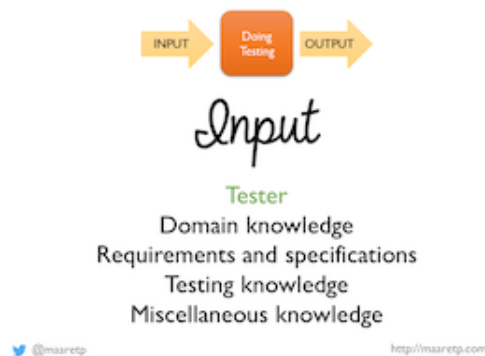 INPUT
Doing
Testing
OUTPUT
Input
Tester
Domain knowledge
Requirements and specifications
Testing knowledge
Miscellaneous knowledge
@maaretp
http://maaretp.com